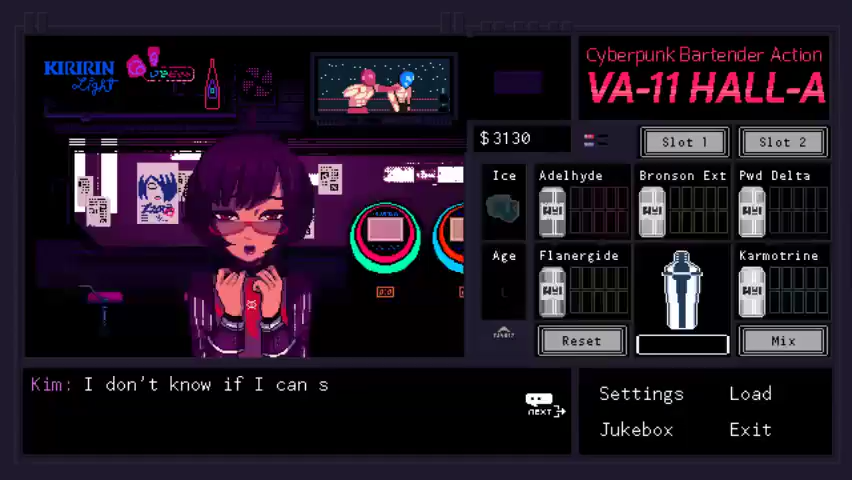 KIRIRIN
Light
Cyberpunk Bartender Action
VA-11 HALL-A
$3130
Slot 1
Slot 2
Ice
Adelhyde
Bronson Ext
Pwd Delta
Age
Flanergide
Karmotrine
Reset
Mix
Kim: I don't know if I can s
NEXT
Settings
Load
Jukebox
Exit